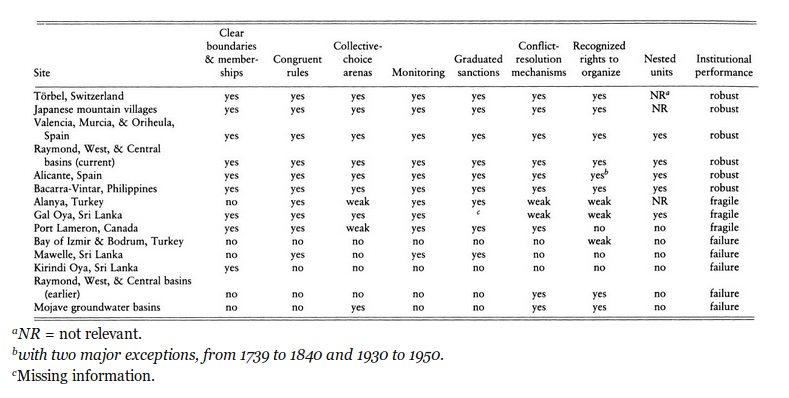 Clear boundaries & member- ships Collective- choice arenas Conflict- resolution mechanisms Recognized rights to organize
Site Congruent rules Monitoring Graduated sanctions Nested units Institutional performance
Törbel, Switzerland yes yes yes yes yes yes yes NRa robust
Japanese mountain villages yes yes yes yes yes yes yes NR robust
Valencia, Murcia, & Oriheula,
Spain yes yes yes yes yes yes yes yes robust
Raymond, West, & Central
basins (current) yes yes yes yes yes yes yes yes robust
Alicante, Spain yes yes yes yes yes yes yesb yes robust
Bacarra-Vintar, Philippines yes yes yes yes yes yes yes yes robust
Alanya, Turkey no yes weak yes yes weak weak NR fragile
Gal Oya, Sri Lanka yes yes yes yes c weak weak yes fragile
Port Lameron, Canada yes yes weak yes yes yes no no fragile
Bay of Izmir & Bodrum, Turkey no no no no no no weak no failure
Mawelle, Sri Lanka no yes no yes yes no no no failure
Kirindi Oya, Sri Lanka yes no no no no no no no failure
Raymond, West, & Central basins
(earlier) no no no no no yes yes no failure
Mojave groundwater basins no no yes no no yes yes no failure
aNR = not relevant.
bwith two major exceptions, from 1739 to 1840 and 1930 to 1950.
cMissing information.